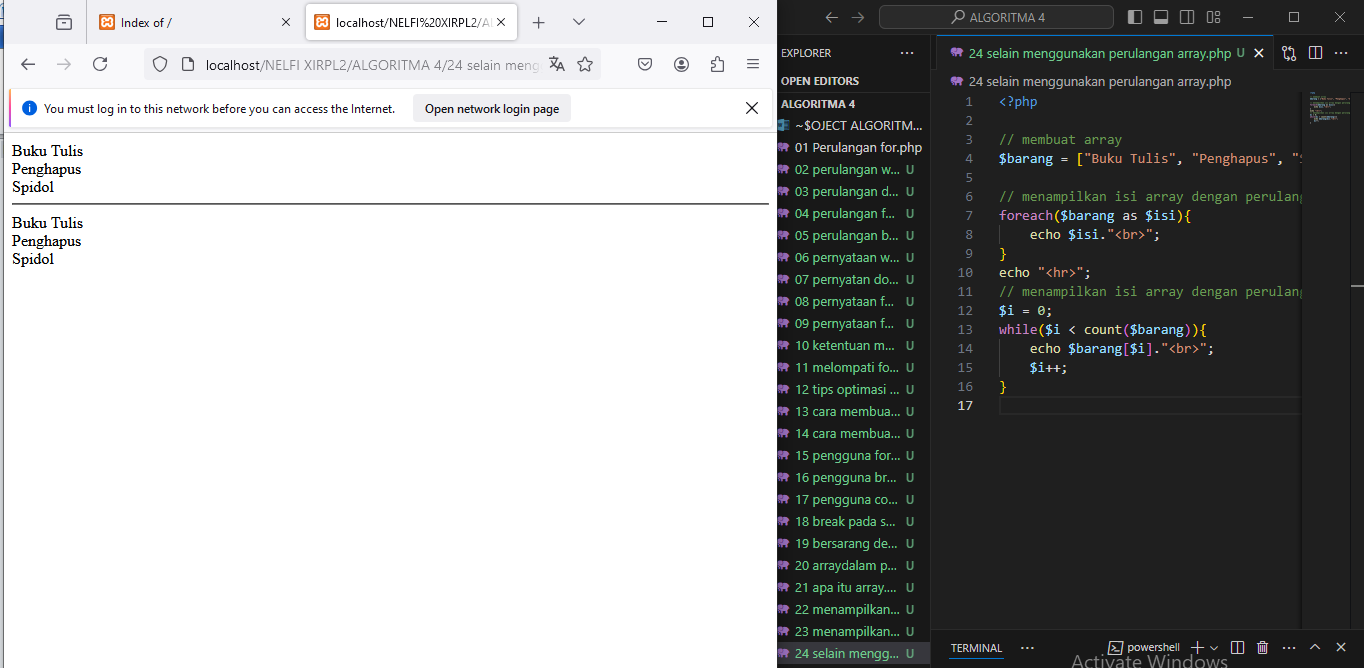 Index of /
localhost/NELFI%20XIRPL2/AL
localhost/NELFI XIRPL2/ALGORITMA 4/24 selain meng
You must log in to this network before you can access the Internet.
Open network login page
Buku Tulis
Penghapus
Spidol
Buku Tulis
Penghapus
Spidol
ALGORITMA 4
EXPLORER
OPEN EDITORS
ALGORITMA 4
~$OJECT ALGORITM...
01 Perulangan for.php
02 perulangan w... U
03 perulangan d... U
04 perulangan f... U
05 perulangan b... U
06 pernyataan w... U
07 pernyatan do... U
08 pernyataan f... U
09 pernyataan f... U
10 ketentuan m... U
11 melompati fo... U
12 tips optimasi ... U
13 cara membua... U
14 cara membua... U
15 pengguna for... U
16 pengguna br... U
17 pengguna co... U
18 break pada s... U
19 bersarang de... U
20 arraydalam p... U
21 apa itu array.... U
22 menampilkan... U
23 menampilkan... U
24 selain mengg... U
24 selain menggunakan perulangan array.php U
24 selain menggunakan perulangan array.php
1 <?php
2
3 // membuat array
4 $barang = ["Buku Tulis", "Penghapus", "
5
6 // menampilkan isi array dengan perulang
7 foreach($barang as $isi){
8 echo $isi."<br>";
9 }
10 echo "<hr>";
11 // menampilkan isi array dengan perulang
12 $i = 0;
13 while($i < count($barang)){
14 echo $barang[$i]."<br>";
15 $i++;
16 }
17
TERMINAL
powershell
Activate Windows